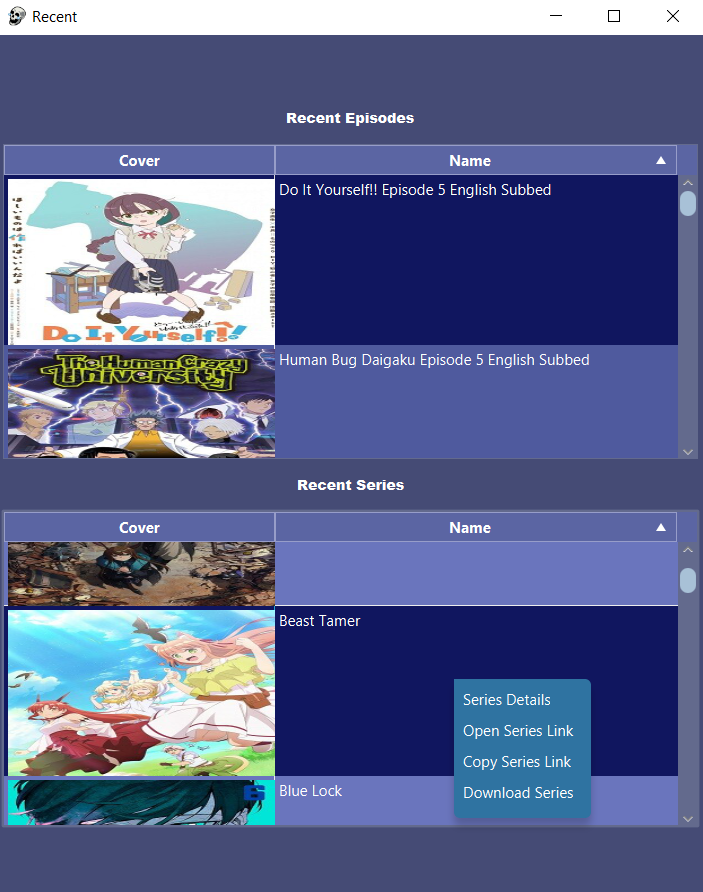 Recent
Recent Episodes
Cover
Name
Do It Yourself!! Episode 5 English Subbed
Do It Yourself!!
Human Bug Daigaku Episode 5 English Subbed
The Human Crazy
University
Recent Series
Cover
Name
Beast Tamer
Series Details
Open Series Link
Copy Series Link
Download Series
Blue Lock